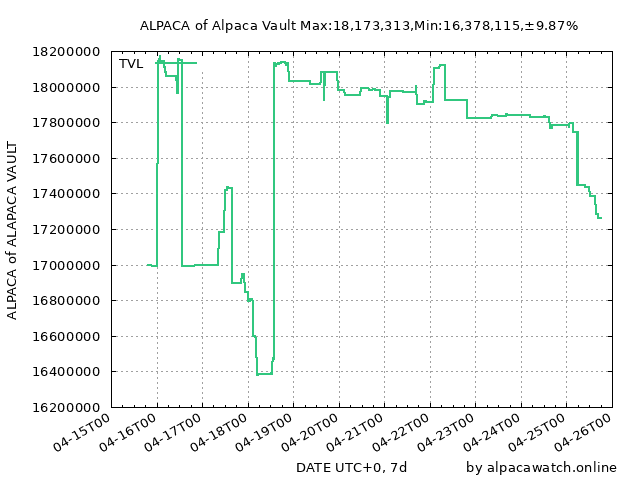 ALPACA of Alpaca Vault Max:18,173,313,Min:16,378,115,±9.87%
TVL
18200000
18000000
17800000
17600000
17400000
17200000
17000000
16800000
16600000
16400000
16200000
ALPACA of ALAPACA VAULT
04-15T00
04-16T00
04-17T00
04-18T00
04-19T00
04-20T00
04-21T00
04-22T00
04-23T00
04-24T00
04-25T00
04-26T00
DATE UTC+0, 7d
by alpacawatch.online